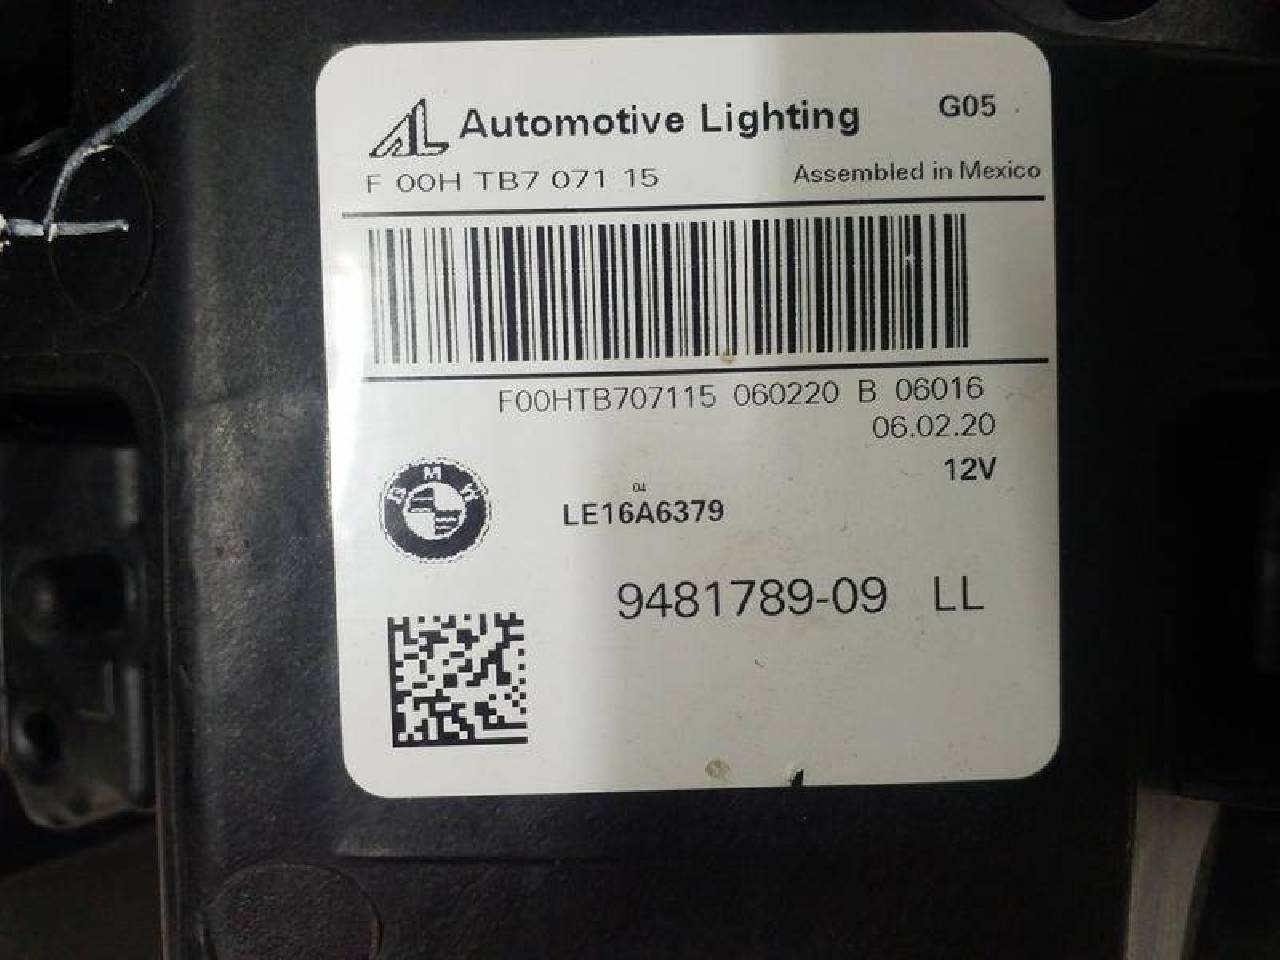 AL Automotive Lighting G05
F 00H TB7 071 15 Assembled in Mexico
F00HTB707115 060220 B 06016
06.02.20
12V
BMW
04
LE16A6379
9481789-09 LL